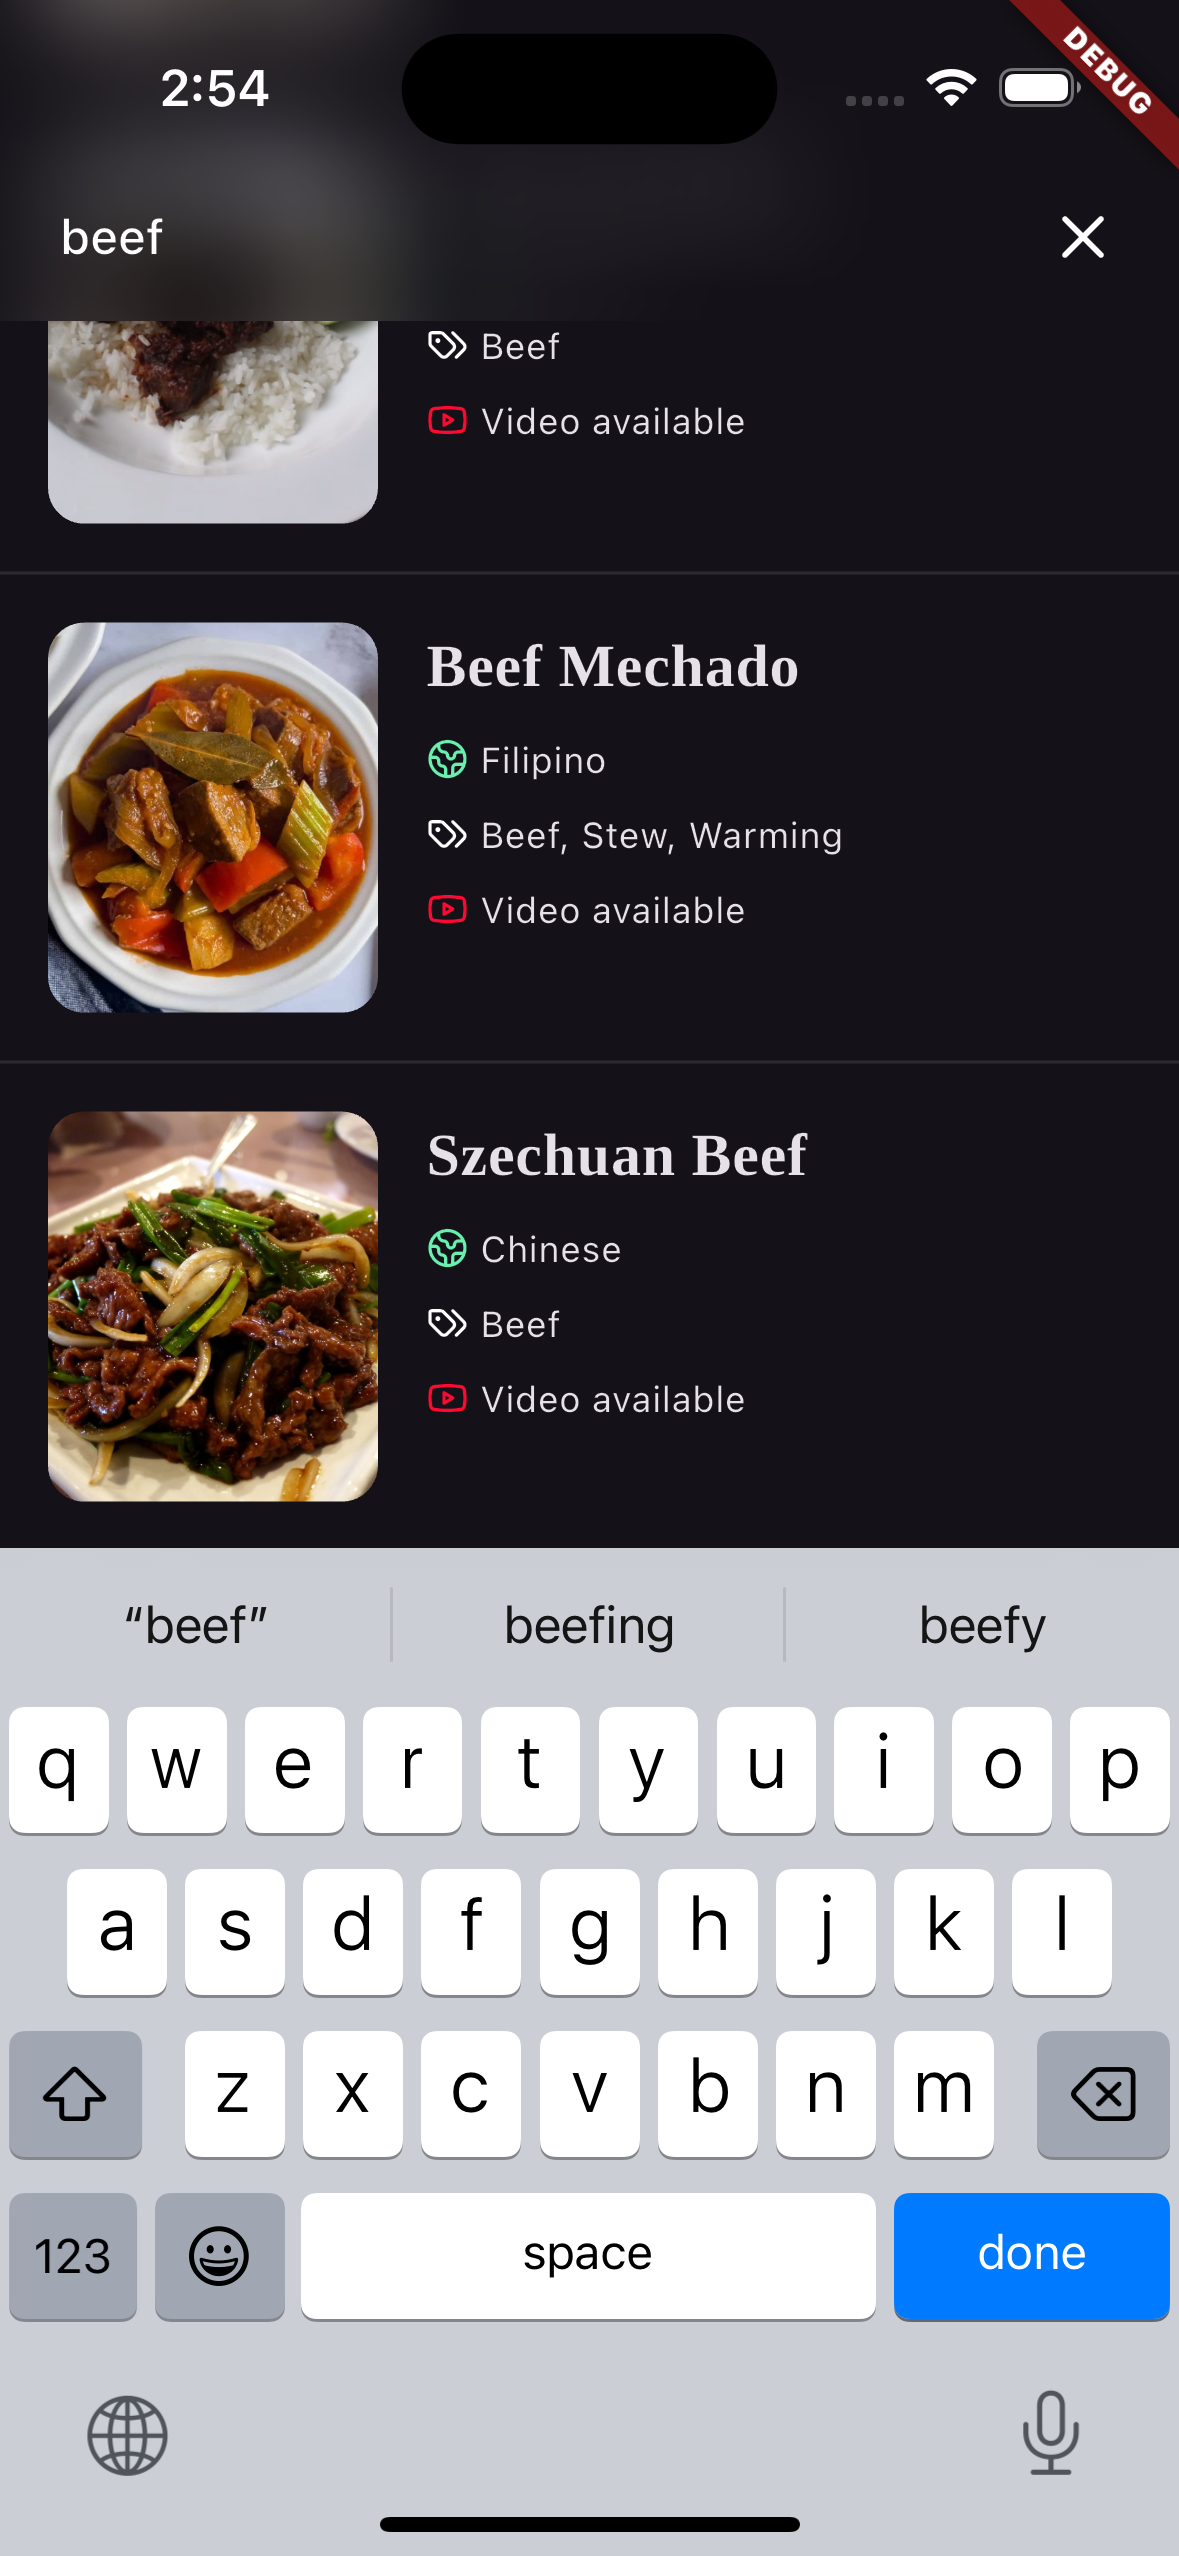 2:54
DEBUG
beef
Beef
Video available
Beef Mechado
Filipino
Beef, Stew, Warming
Video available
Szechuan Beef
Chinese
Beef
Video available
“beef” beefing beefy
q w e r t y u i o p
a s d f g h j k l
z x c v b n m
123 space done